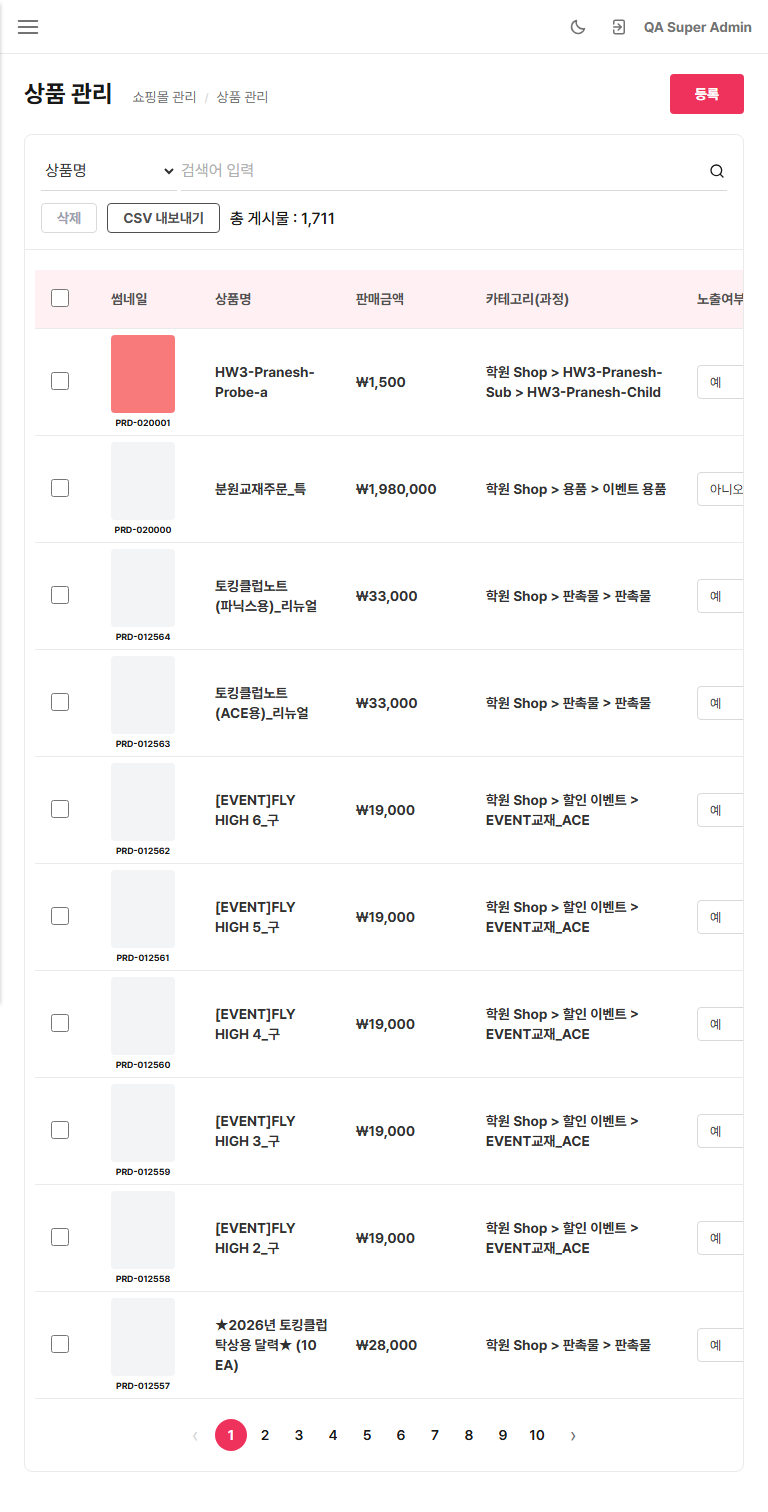 QA Super Admin
상품 관리
쇼핑몰 관리 / 상품 관리
등록
상품명
검색어 입력
삭제
CSV 내보내기
총 게시물 : 1,711
썸네일 상품명 판매금액 카테고리(과정) 노출여부
HW3-Pranesh-
Probe-a
₩1,500
학원 Shop > HW3-Pranesh-
Sub > HW3-Pranesh-Child
예
PRD-020001
분원교재주문_특
₩1,980,000
학원 Shop > 용품 > 이벤트 용품
아니오
PRD-020000
토킹클럽노트
(파닉스용)_리뉴얼
₩33,000
학원 Shop > 판촉물 > 판촉물
예
PRD-012564
토킹클럽노트
(ACE용)_리뉴얼
₩33,000
학원 Shop > 판촉물 > 판촉물
예
PRD-012563
[EVENT]FLY
HIGH 6_구
₩19,000
학원 Shop > 할인 이벤트 >
EVENT교재_ACE
예
PRD-012562
[EVENT]FLY
HIGH 5_구
₩19,000
학원 Shop > 할인 이벤트 >
EVENT교재_ACE
예
PRD-012561
[EVENT]FLY
HIGH 4_구
₩19,000
학원 Shop > 할인 이벤트 >
EVENT교재_ACE
예
PRD-012560
[EVENT]FLY
HIGH 3_구
₩19,000
학원 Shop > 할인 이벤트 >
EVENT교재_ACE
예
PRD-012559
[EVENT]FLY
HIGH 2_구
₩19,000
학원 Shop > 할인 이벤트 >
EVENT교재_ACE
예
PRD-012558
★2026년 토킹클럽
탁상용 달력★ (10
EA)
₩28,000
학원 Shop > 판촉물 > 판촉물
예
PRD-012557
‹ 1 2 3 4 5 6 7 8 9 10 ›